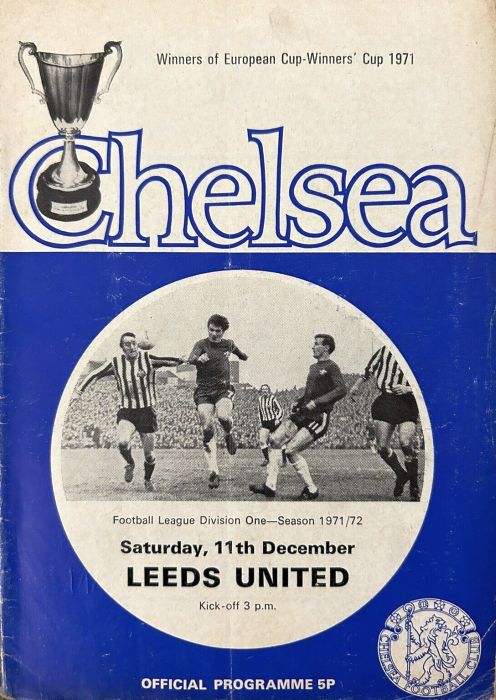 Winners of European Cup-Winners' Cup 1971
Chelsea
Football League Division One—Season 1971/72
Saturday, 11th December
LEEDS UNITED
Kick-off 3 p.m.
CHELSEA FOOTBALL CLUB
OFFICIAL PROGRAMME 5P